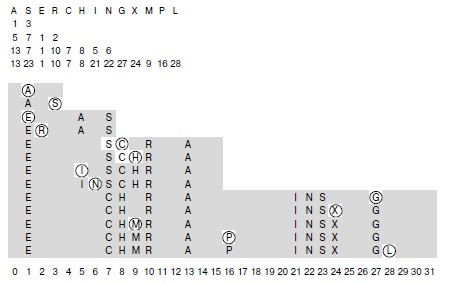 A S E R C H I N G X M P L
1 3
5 7 1 2
13 7 1 10 7 8 5 6
13 23 1 10 7 8 21 22 27 24 9 16 28
A
A S
E A S
E R A S
E S C R A
E S C H R A
E I S C H R A
E I N S C H R A
E C H R A I N S G
E C H R A I N S X G
E C H M R A I N S X G
E C H M R A P I N S X G
E C H M R A P I N S X G L
0 1 2 3 4 5 6 7 8 9 10 11 12 13 14 15 16 17 18 19 20 21 22 23 24 25 26 27 28 29 30 31